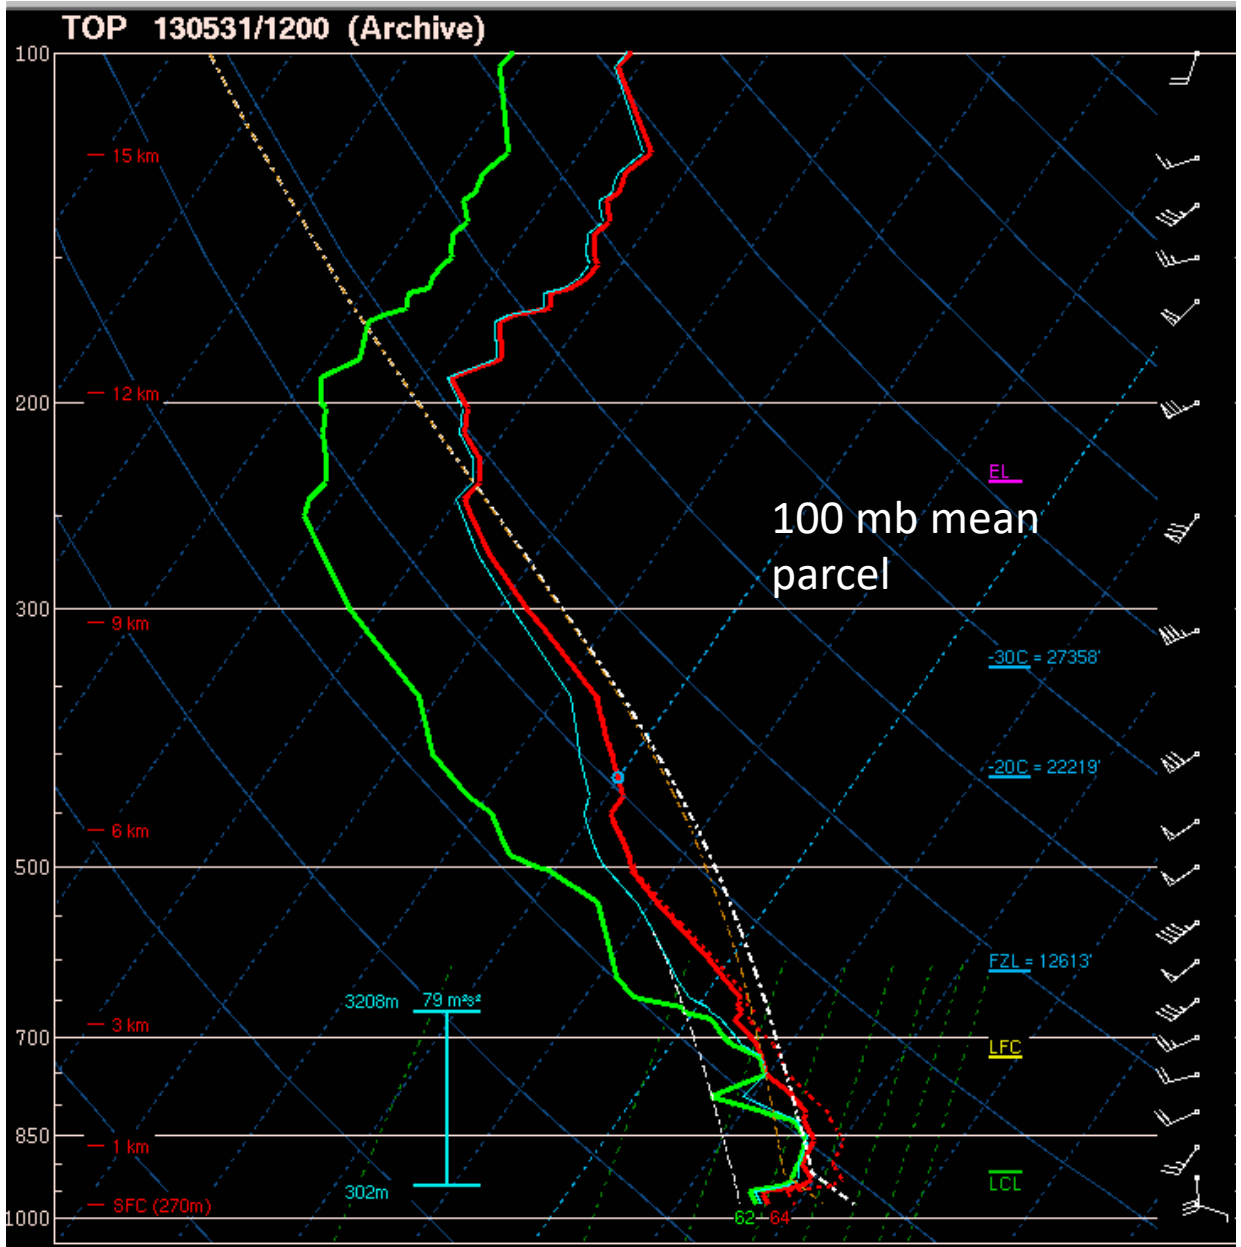 TOP 130531/1200 (Archive)
100
15 km
12 km
200
EL
100 mb mean
parcel
300
9 km
-30C = 27358'
-20C = 22219'
6 km
500
FZL = 12613'
3208m 79 m²s²
3 km
700
LFC
850
1 km
LCL
302m
SFC (270m)
1000
62 64